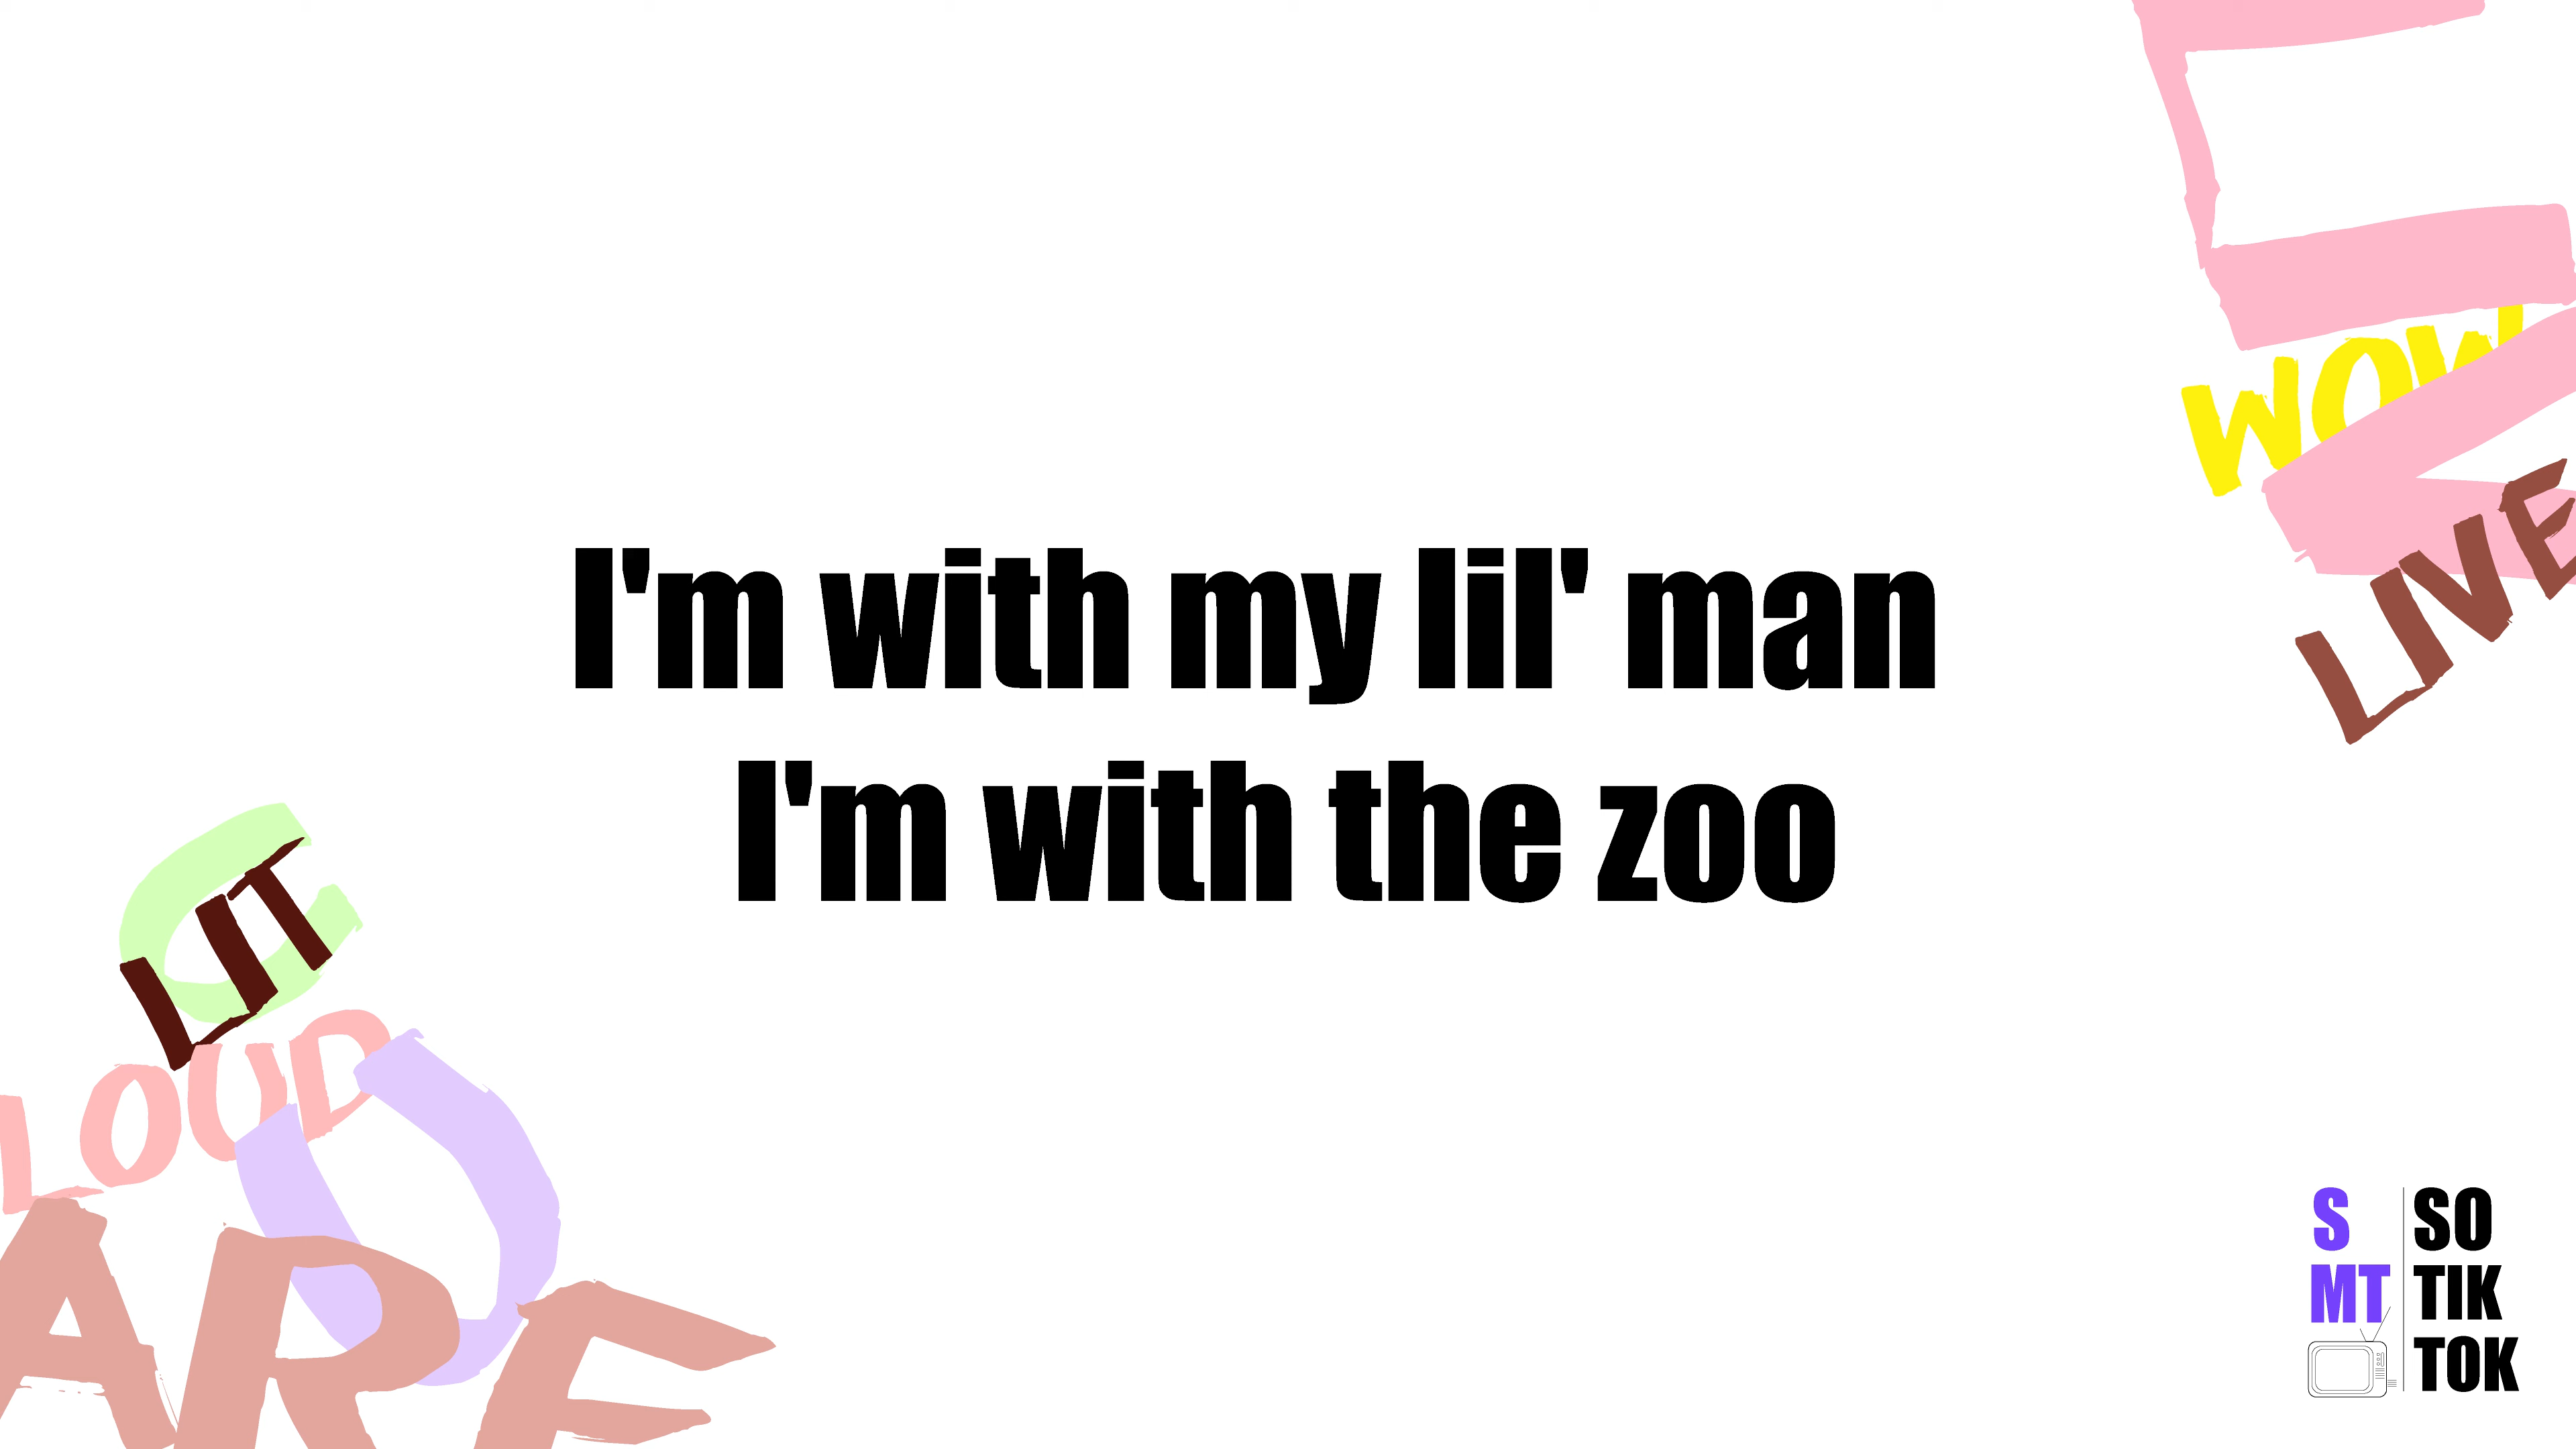 WOW!
LIVE
I'm with my lil' man
I'm with the zoo
LIT
LOUD
S
MT
SO
TIK
TOK